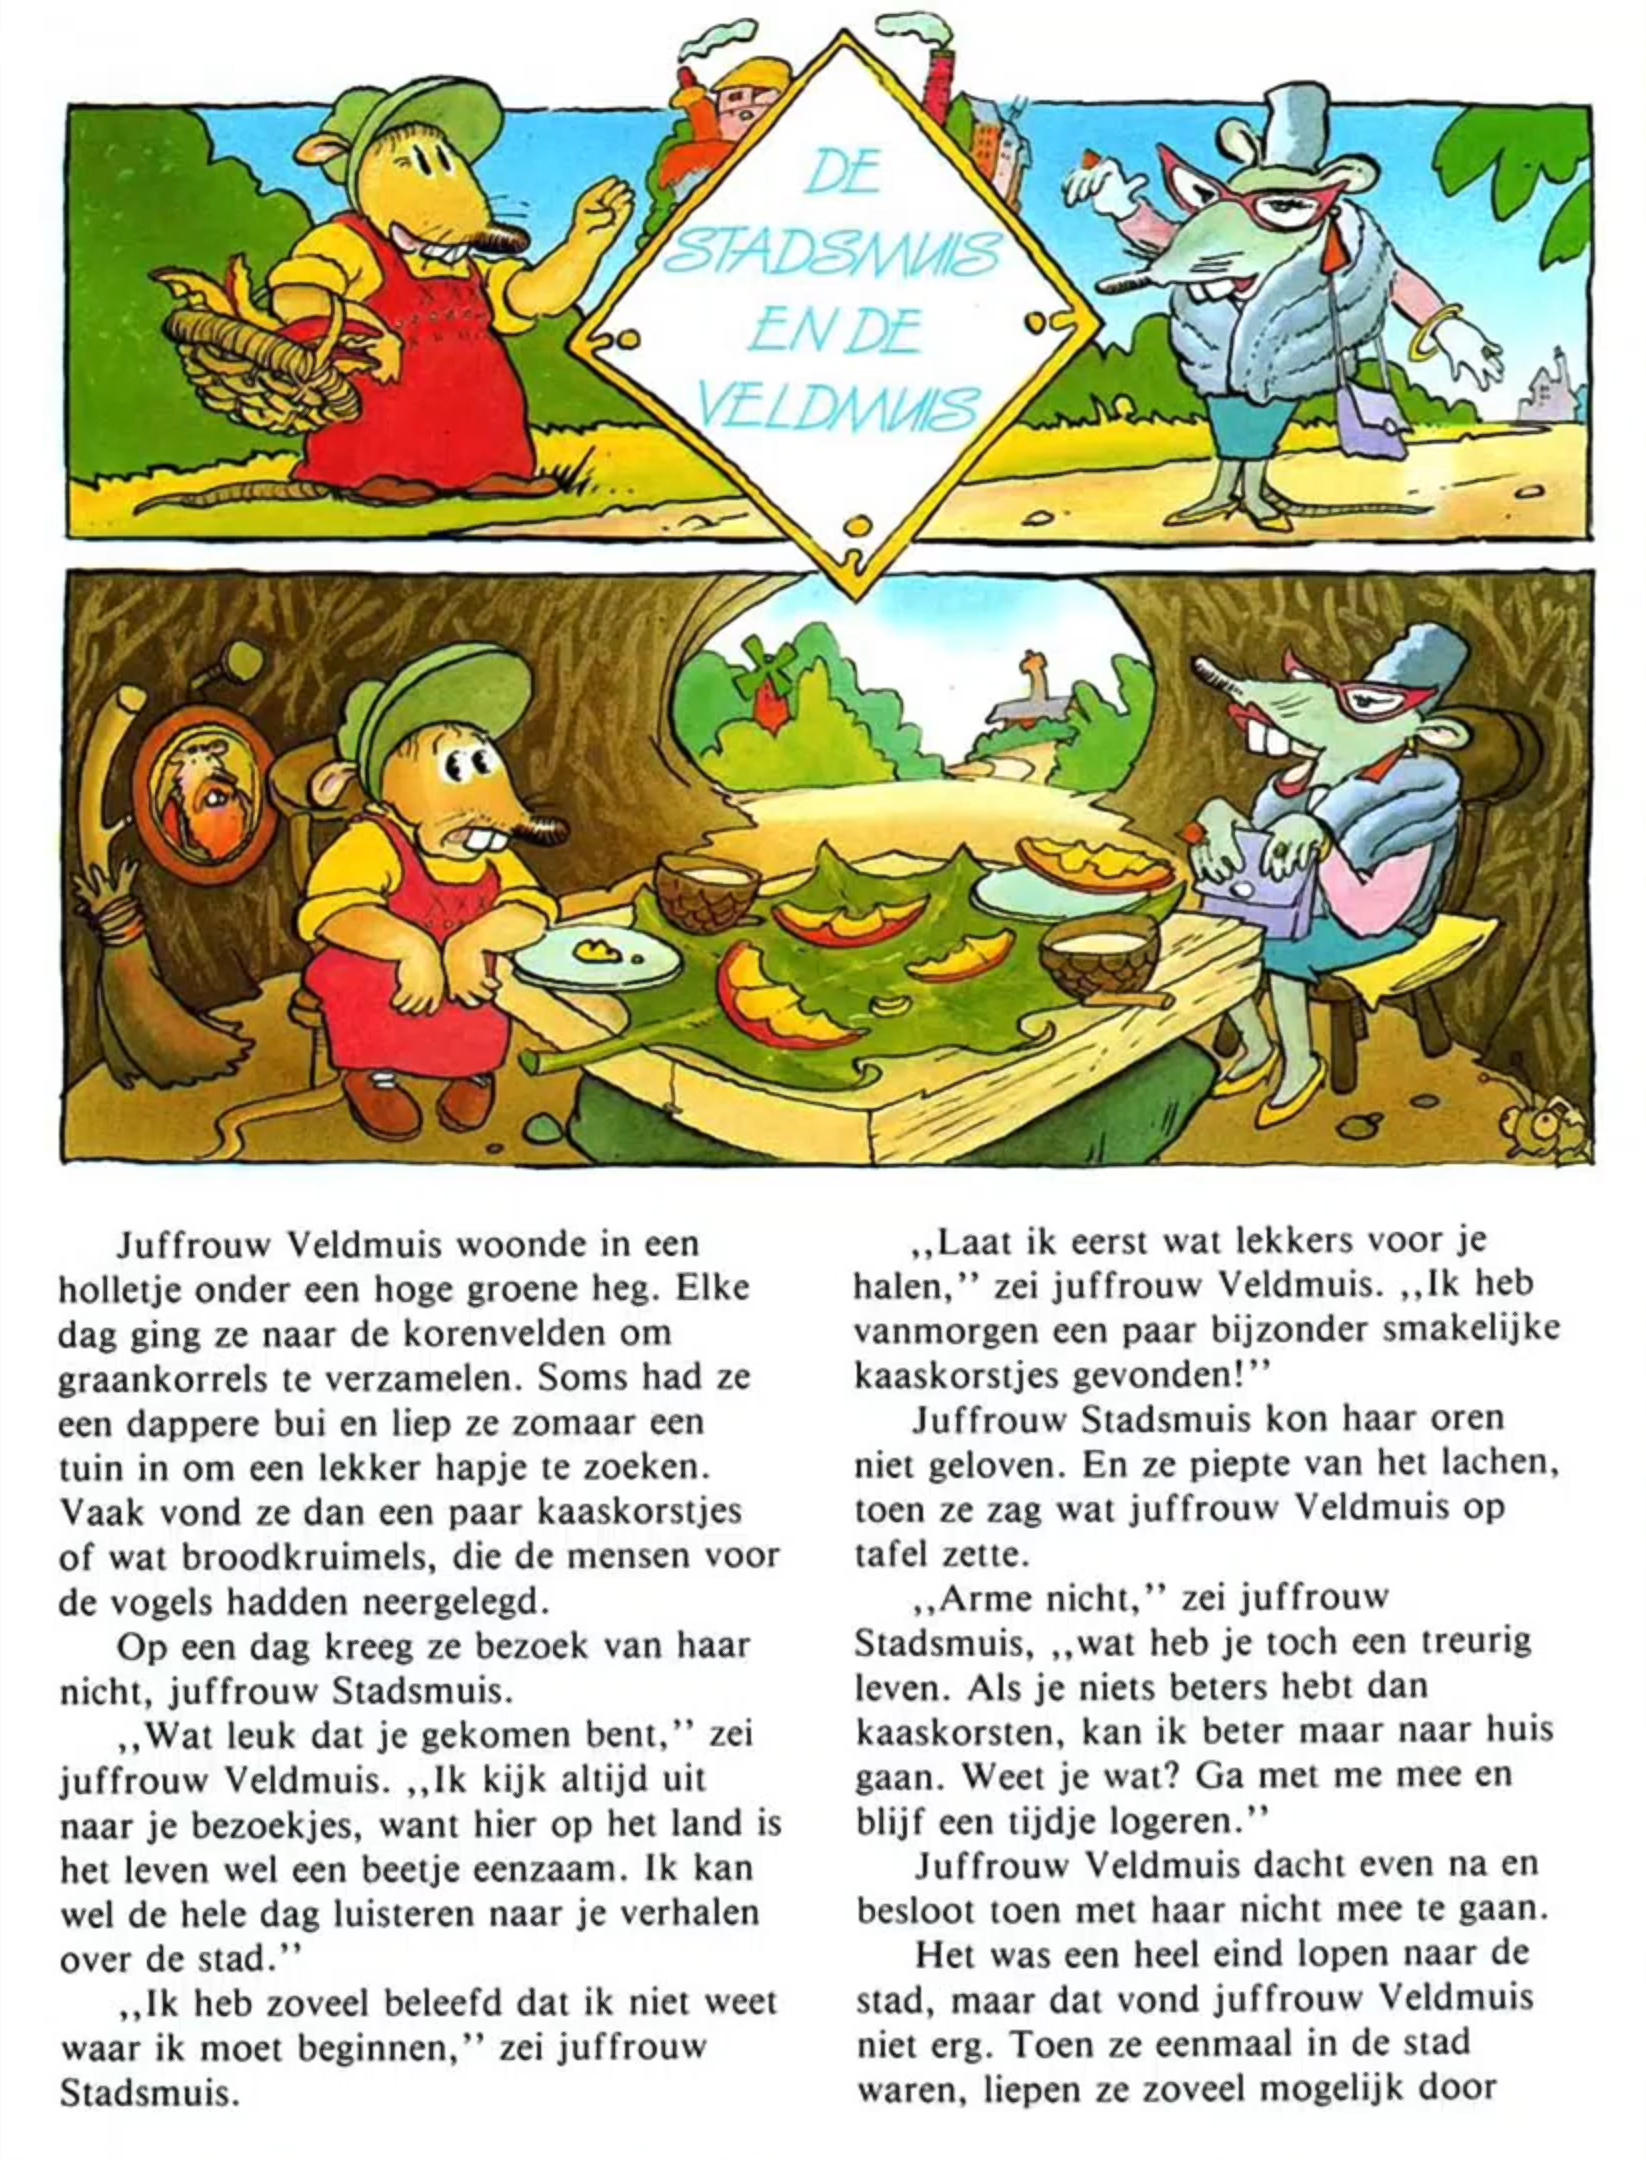 DE
STADSMUIS
EN DE
VELDMUIS
Juffrouw Veldmuis woonde in een
holletje onder een hoge groene heg. Elke
dag ging ze naar de korenvelden om
graankorrels te verzamelen. Soms had ze
een dappere bui en liep ze zomaar een
tuin in om een lekker hapje te zoeken.
Vaak vond ze dan een paar kaaskorstjes
of wat broodkruimels, die de mensen voor
de vogels hadden neergelegd.
Op een dag kreeg ze bezoek van haar
nicht, juffrouw Stadsmuis.
,,Wat leuk dat je gekomen bent,’’ zei
juffrouw Veldmuis. ,,Ik kijk altijd uit
naar je bezoekjes, want hier op het land is
het leven wel een beetje eenzaam. Ik kan
wel de hele dag luisteren naar je verhalen
over de stad.’’
,,Ik heb zoveel beleefd dat ik niet weet
waar ik moet beginnen,’’ zei juffrouw
Stadsmuis.
,,Laat ik eerst wat lekkers voor je
halen,’’ zei juffrouw Veldmuis. ,,Ik heb
vanmorgen een paar bijzonder smakelijke
kaaskorstjes gevonden!’’
Juffrouw Stadsmuis kon haar oren
niet geloven. En ze piepte van het lachen,
toen ze zag wat juffrouw Veldmuis op
tafel zette.
,,Arme nicht,’’ zei juffrouw
Stadsmuis, ,,wat heb je toch een treurig
leven. Als je niets beters hebt dan
kaaskorsten, kan ik beter maar naar huis
gaan. Weet je wat? Ga met me mee en
blijf een tijdje logeren.’’
Juffrouw Veldmuis dacht even na en
besloot toen met haar nicht mee te gaan.
Het was een heel eind lopen naar de
stad, maar dat vond juffrouw Veldmuis
niet erg. Toen ze eenmaal in de stad
waren, liepen ze zoveel mogelijk door